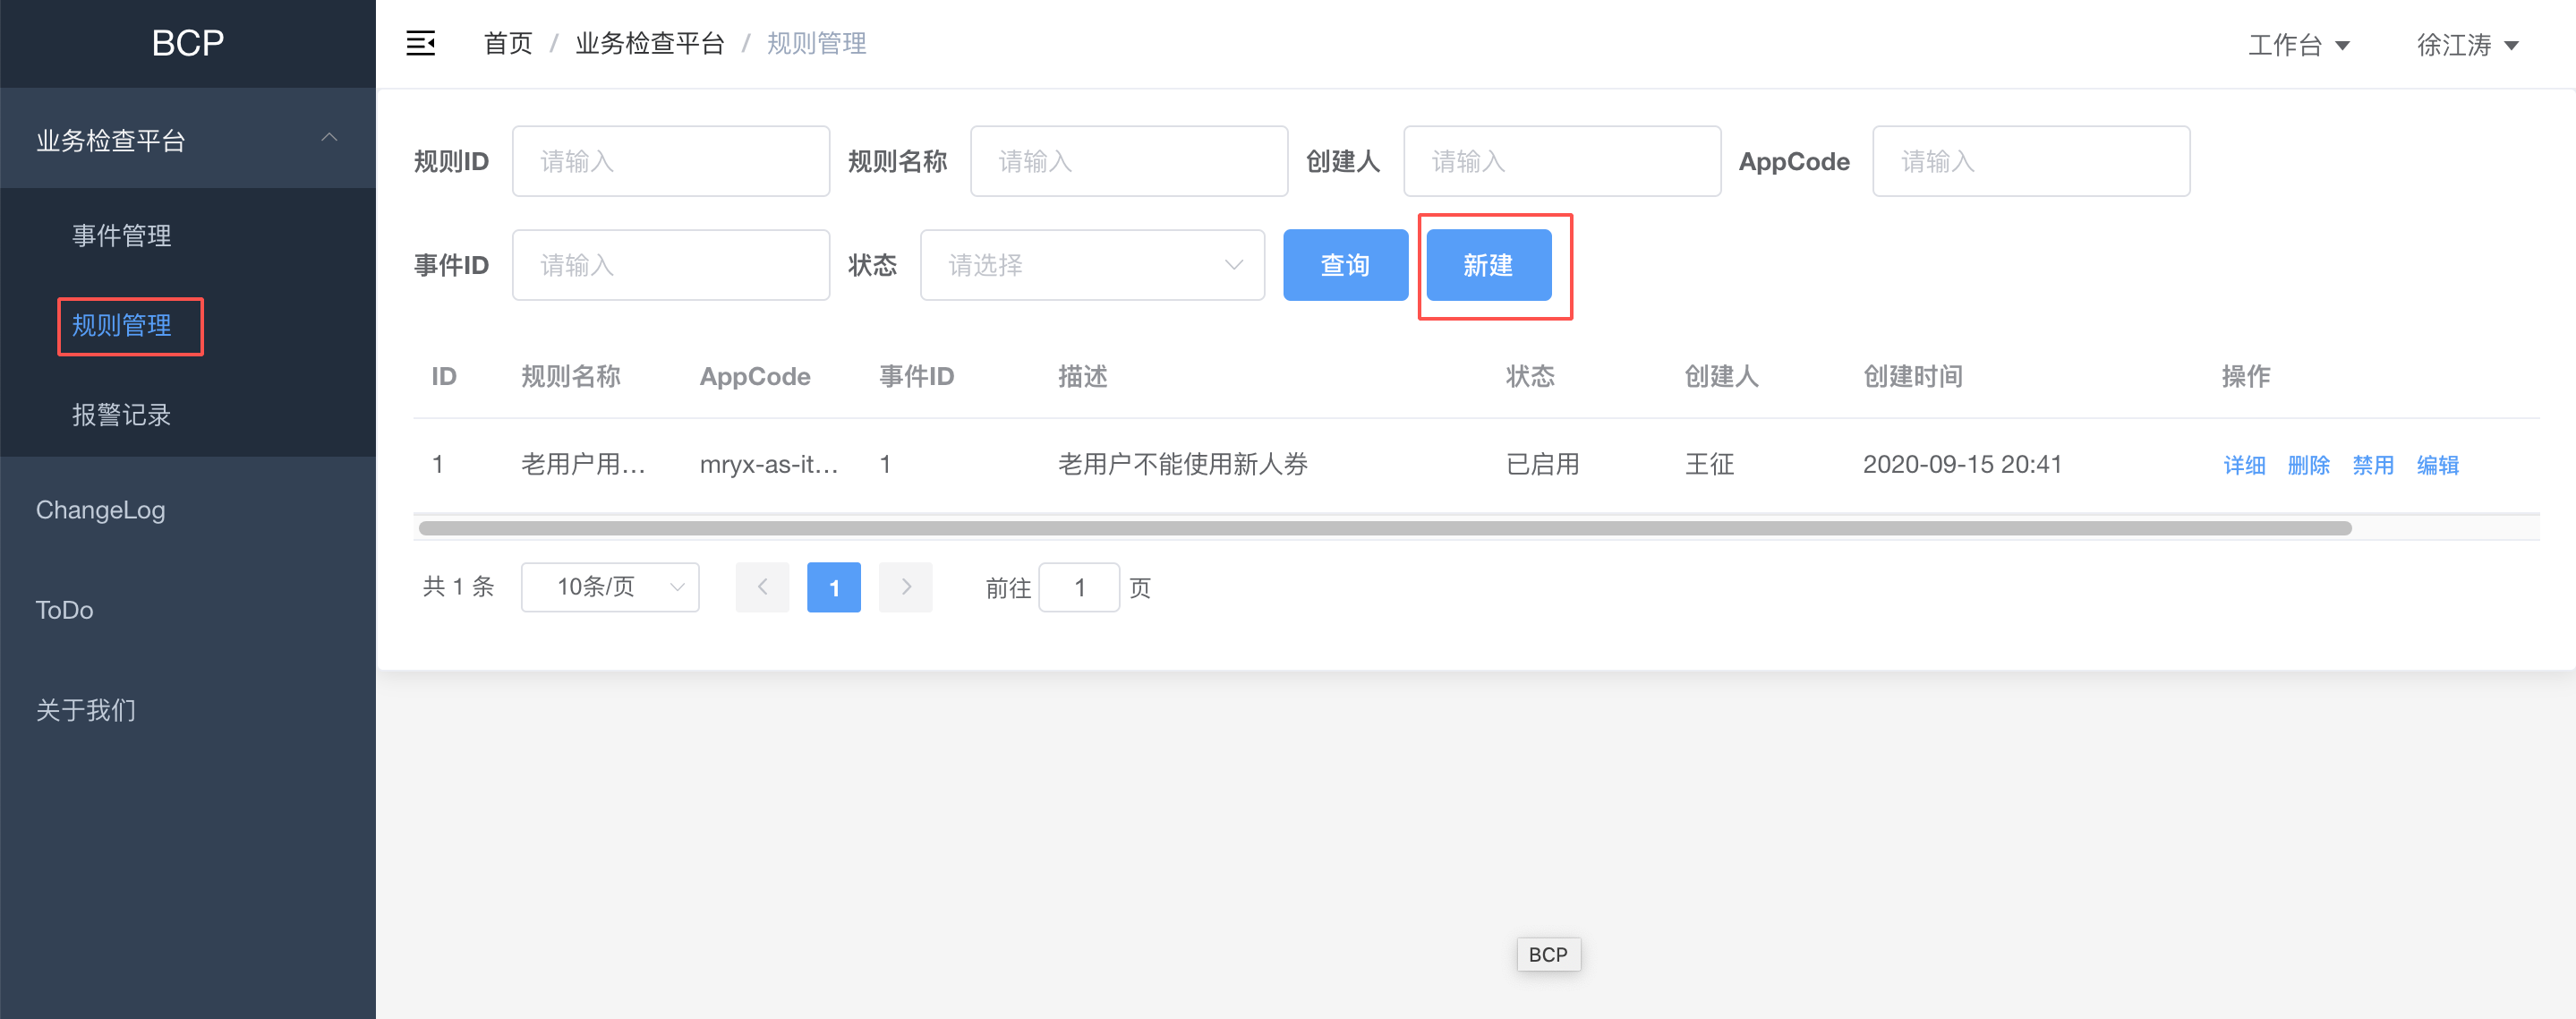 BCP
首页 / 业务检查平台 / 规则管理
工作台
徐江涛
业务检查平台
事件管理
规则管理
报警记录
ChangeLog
ToDo
关于我们
规则ID 请输入 规则名称 请输入 创建人 请输入 AppCode 请输入
事件ID 请输入 状态 请选择 查询 新建
ID 规则名称 AppCode 事件ID 描述 状态 创建人 创建时间 操作
1 老用户用... mryx-as-it... 1 老用户不能使用新人券 已启用 王征 2020-09-15 20:41 详细 删除 禁用 编辑
共 1 条 10条/页 1 前往 1 页
BCP